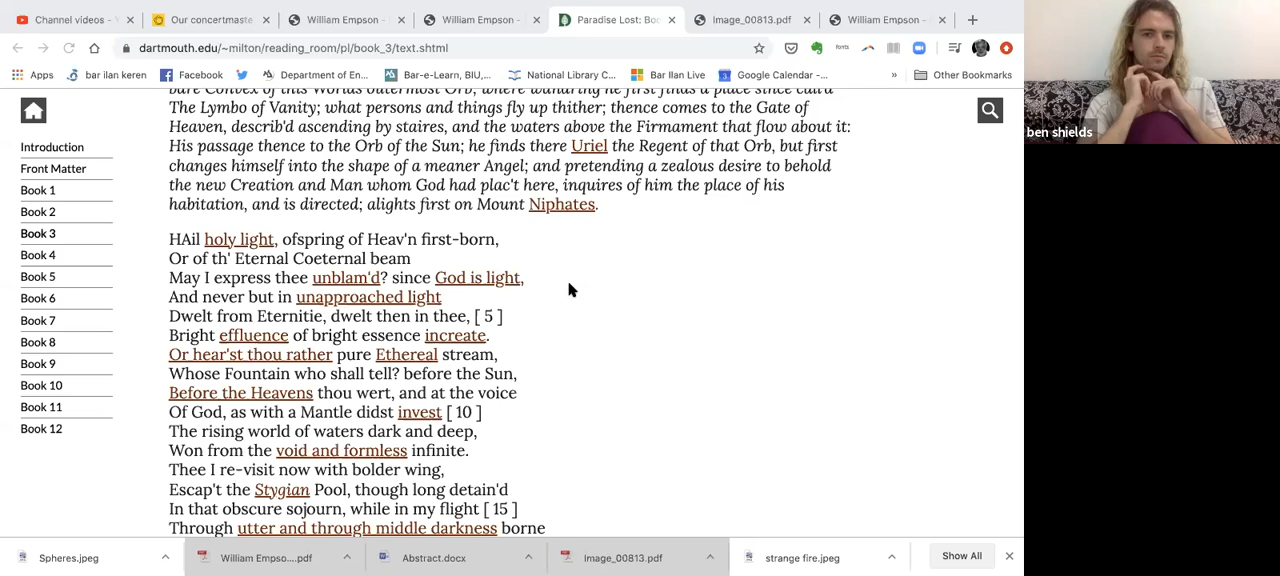 Channel videos - Y
Our concertmaste
William Empson -
William Empson -
Paradise Lost: Boo
Image_00813.pdf
William Empson -
dartmouth.edu/~milton/reading_room/pl/book_3/text.shtml
fonts
Apps
bar ilan keren
Facebook
Department of En...
Bar-e-Learn, BIU,...
National Library C...
Bar Ilan Live
Google Calendar -...
»
Other Bookmarks
ben shields
Introduction
Front Matter
Book 1
Book 2
Book 3
Book 4
Book 5
Book 6
Book 7
Book 8
Book 9
Book 10
Book 11
Book 12
bare Convex of this Worlds outermost Orb; where wandring he first finds a place since call'd
The Lymbo of Vanity; what persons and things fly up thither; thence comes to the Gate of
Heaven, describ'd ascending by staires, and the waters above the Firmament that flow about it:
His passage thence to the Orb of the Sun; he finds there Uriel the Regent of that Orb, but first
changes himself into the shape of a meaner Angel; and pretending a zealous desire to behold
the new Creation and Man whom God had plac't here, inquires of him the place of his
habitation, and is directed; alights first on Mount Niphates.
HAil holy light, ofspring of Heav'n first-born,
Or of th' Eternal Coeternal beam
May I express thee unblam'd? since God is light,
And never but in unapproached light
Dwelt from Eternitie, dwelt then in thee, [ 5 ]
Bright effluence of bright essence increate.
Or hear'st thou rather pure Ethereal stream,
Whose Fountain who shall tell? before the Sun,
Before the Heavens thou wert, and at the voice
Of God, as with a Mantle didst invest [ 10 ]
The rising world of waters dark and deep,
Won from the void and formless infinite.
Thee I re-visit now with bolder wing,
Escap't the Stygian Pool, though long detain'd
In that obscure sojourn, while in my flight [ 15 ]
Through utter and through middle darkness borne
Spheres.jpeg
William Empso....pdf
Abstract.docx
Image_00813.pdf
strange fire.jpeg
Show All